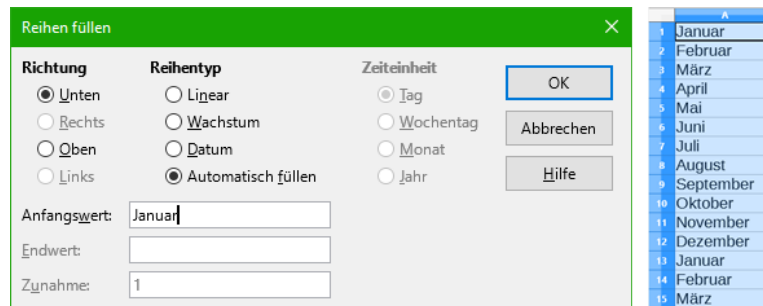 Reihen füllen
Richtung Reihentyp Zeiteinheit
Unten Linear Tag OK
Rechts Wachstum Wochentag Abbrechen
Oben Datum Monat
Links Automatisch füllen Jahr Hilfe
Anfangswert: Januar
Endwert:
Zunahme: 1
A
1 Januar
2 Februar
3 März
4 April
5 Mai
6 Juni
7 Juli
8 August
9 September
10 Oktober
11 November
12 Dezember
13 Januar
14 Februar
15 März